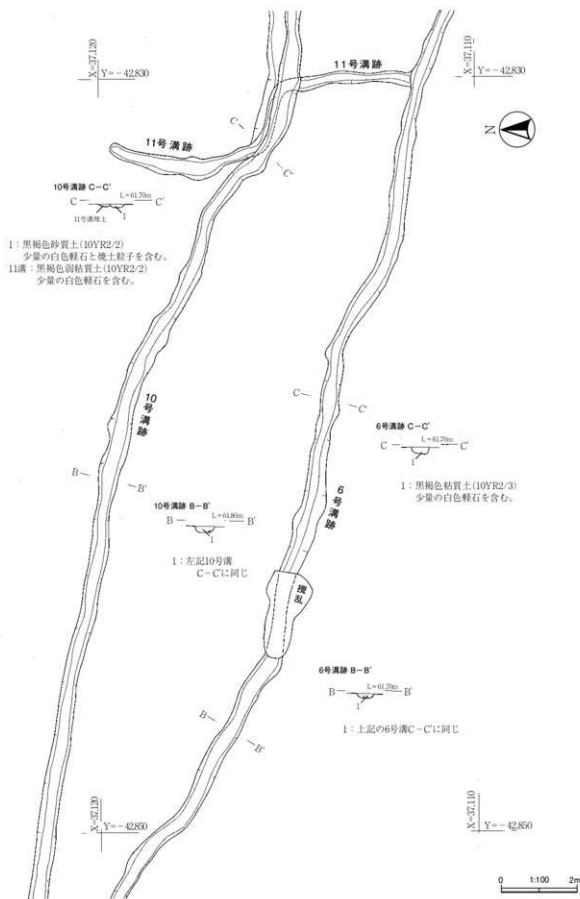 X=37,120
Y=-42,830
X=37,110
Y=-42,830
11号溝跡
N
11号溝跡
C
C'
10号溝跡 C-C'
L=61.70m
C C'
11号溝埋土
1
1：黒褐色砂質土(10YR2/2)
少量の白色軽石と焼土粒子を含む。
11溝：黒褐色弱粘質土(10YR2/2)
少量の白色軽石を含む。
10号溝跡
C
C'
6号溝跡 C-C'
L=61.70m
C C'
1
1：黒褐色粘質土(10YR2/3)
少量の白色軽石を含む。
B
B'
6号溝跡
10号溝跡 B-B'
L=61.80m
B B'
1
1：左記10号溝
C-C'に同じ
攪乱
6号溝跡 B-B'
L=61.70m
B B'
1
1：上記の6号溝C-C'に同じ
B
B'
X=37,120
Y=-42,850
X=37,110
Y=-42,850
0 1:100 2m